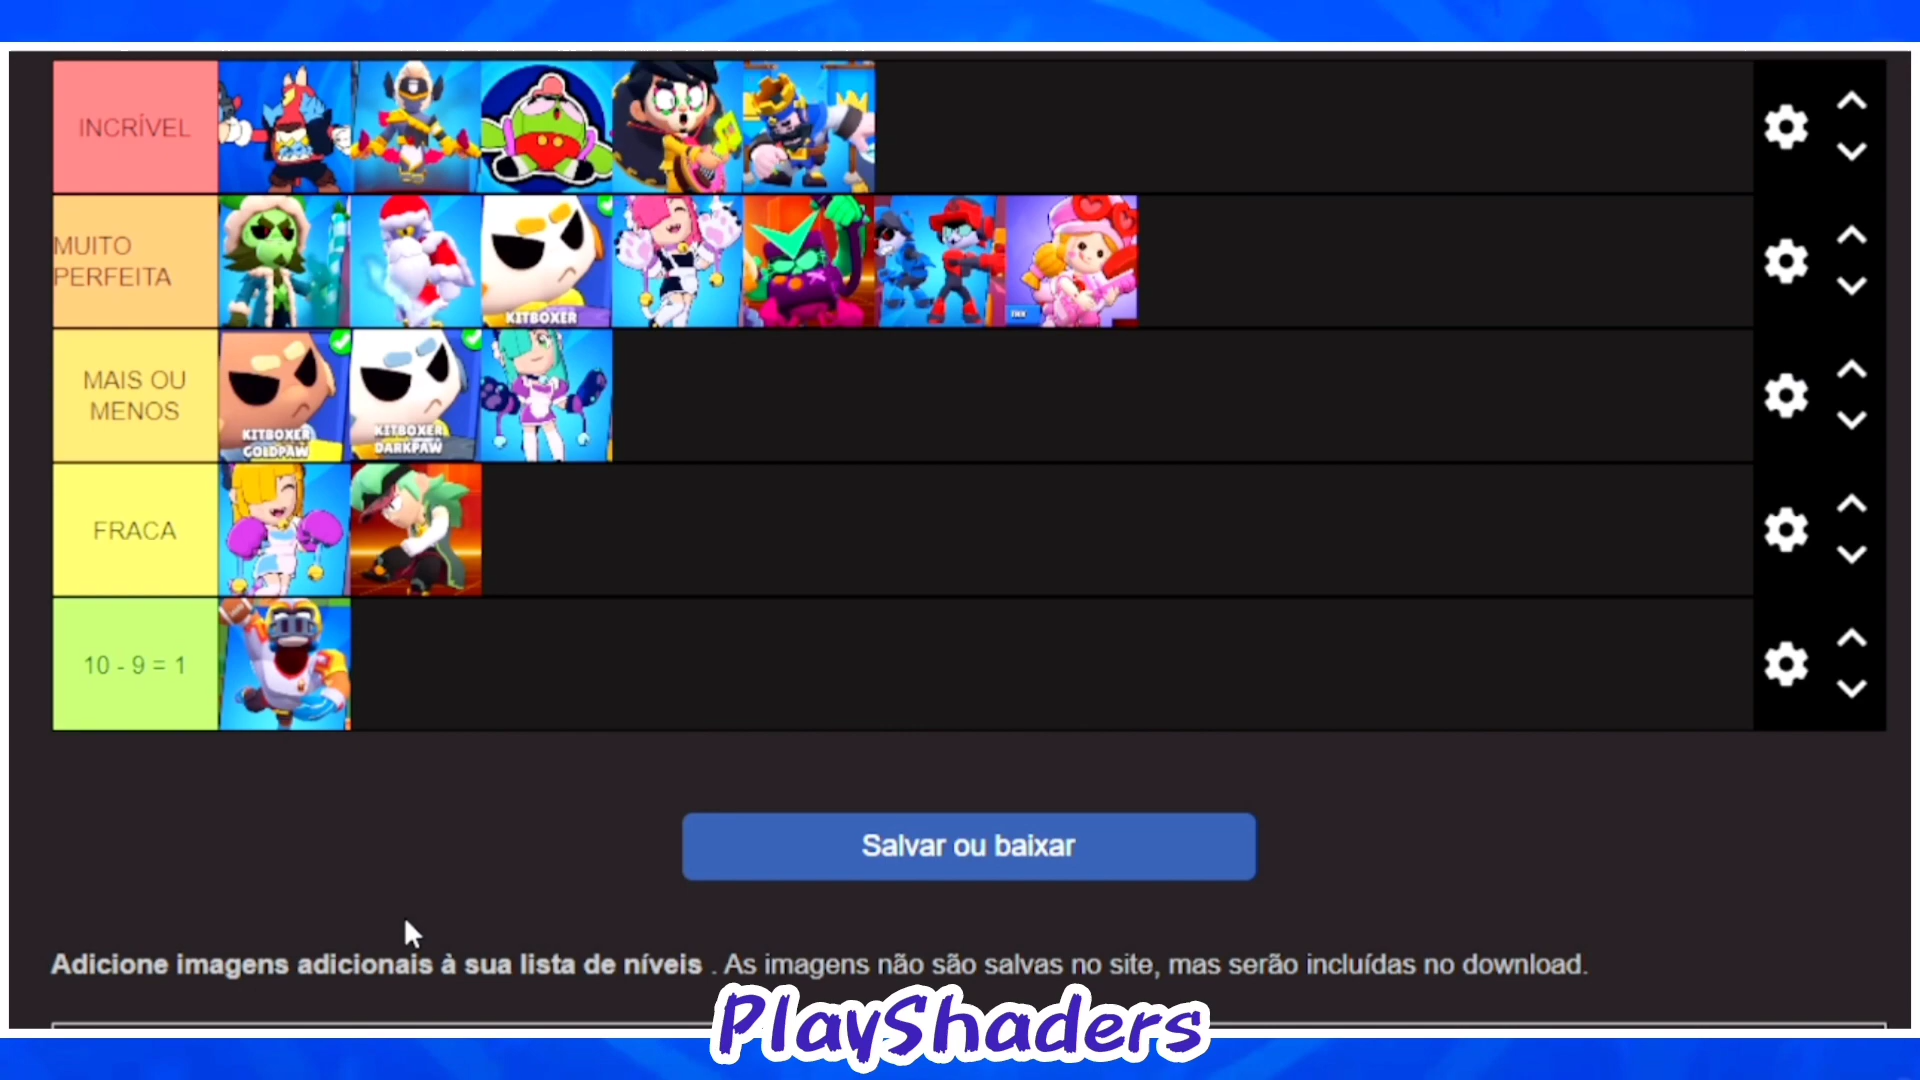 INCRÍVEL
MUITO
PERFEITA
KITBOXER
MAIS OU
MENOS
KITBOXER
GOLDPAW
KITBOXER
DARKPAW
FRACA
10 - 9 = 1
Salvar ou baixar
Adicione imagens adicionais à sua lista de níveis . As imagens não são salvas no site, mas serão incluídas no download.
PlayShaders